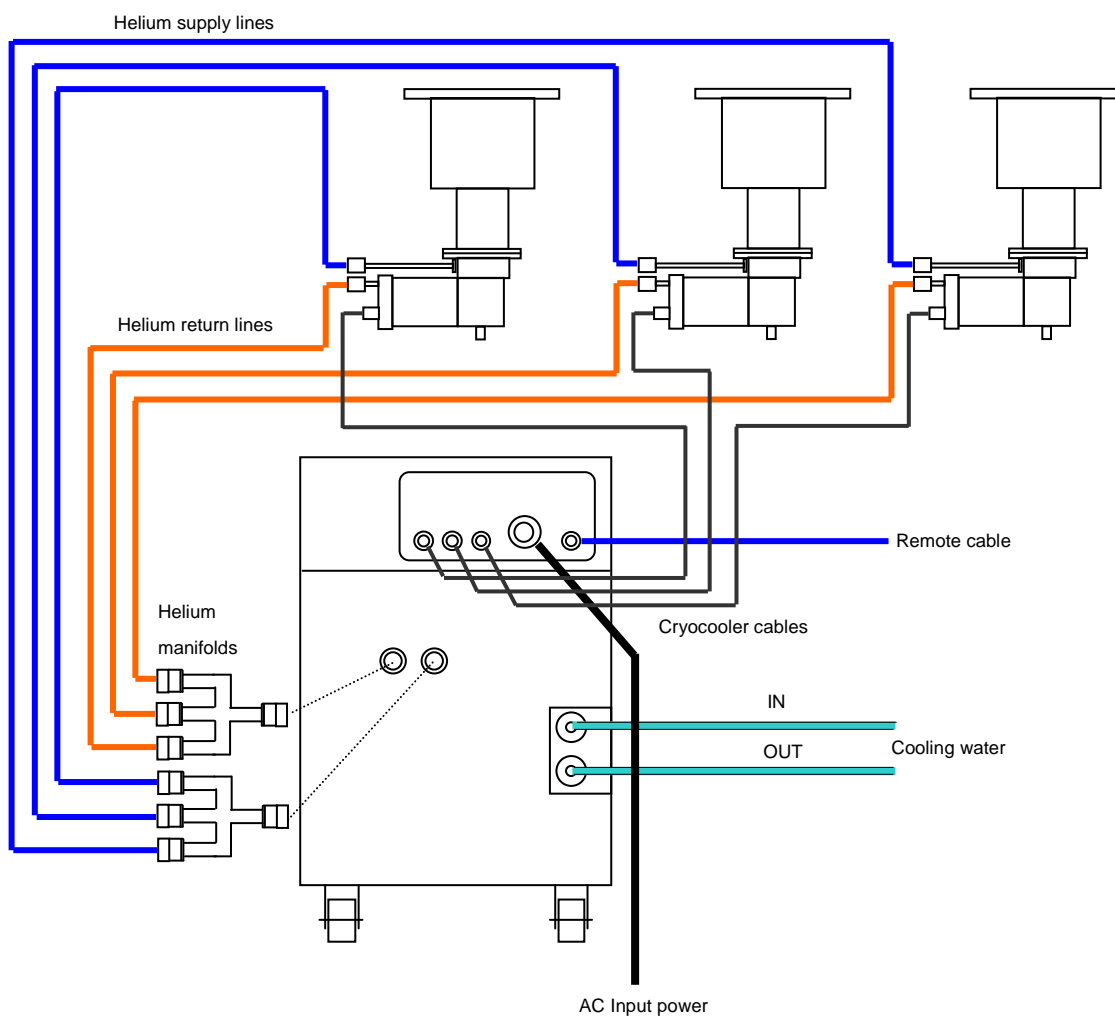 Helium supply lines
Helium return lines
Remote cable
Helium
manifolds
Cryocooler cables
IN
Cooling water
OUT
AC Input power